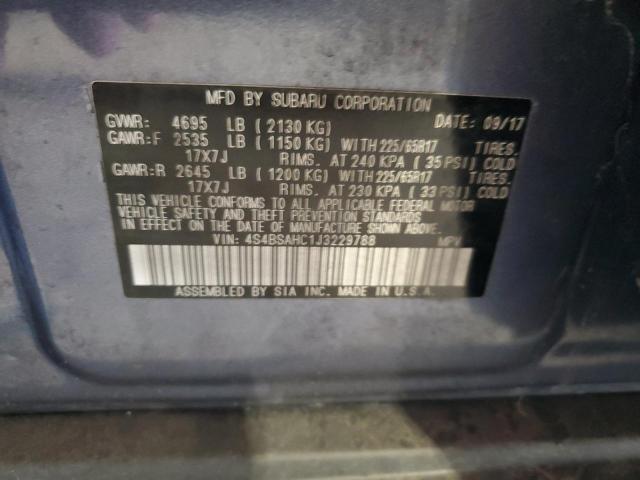 MFD BY SUBARU CORPORATION
GVWR: 4695 LB ( 2130 KG) DATE: 09/17
GAWR:F 2535 LB ( 1150 KG) WITH 225/65R17 TIRES.
17X7J RIMS. AT 240 KPA ( 35 PSI) COLD
GAWR:R 2645 LB ( 1200 KG) WITH 225/65R17 TIRES.
17X7J RIMS. AT 230 KPA ( 33 PSI) COLD
THIS VEHICLE CONFORMS TO ALL APPLICABLE FEDERAL MOTOR
VEHICLE SAFETY AND THEFT PREVENTION STANDARDS
IN EFFECT ON THE DATE OF MANUFACTURE SHOWN ABOVE.
VIN: 4S4BSAHC1J3229768 MPV
ASSEMBLED BY SIA INC. MADE IN U.S.A.